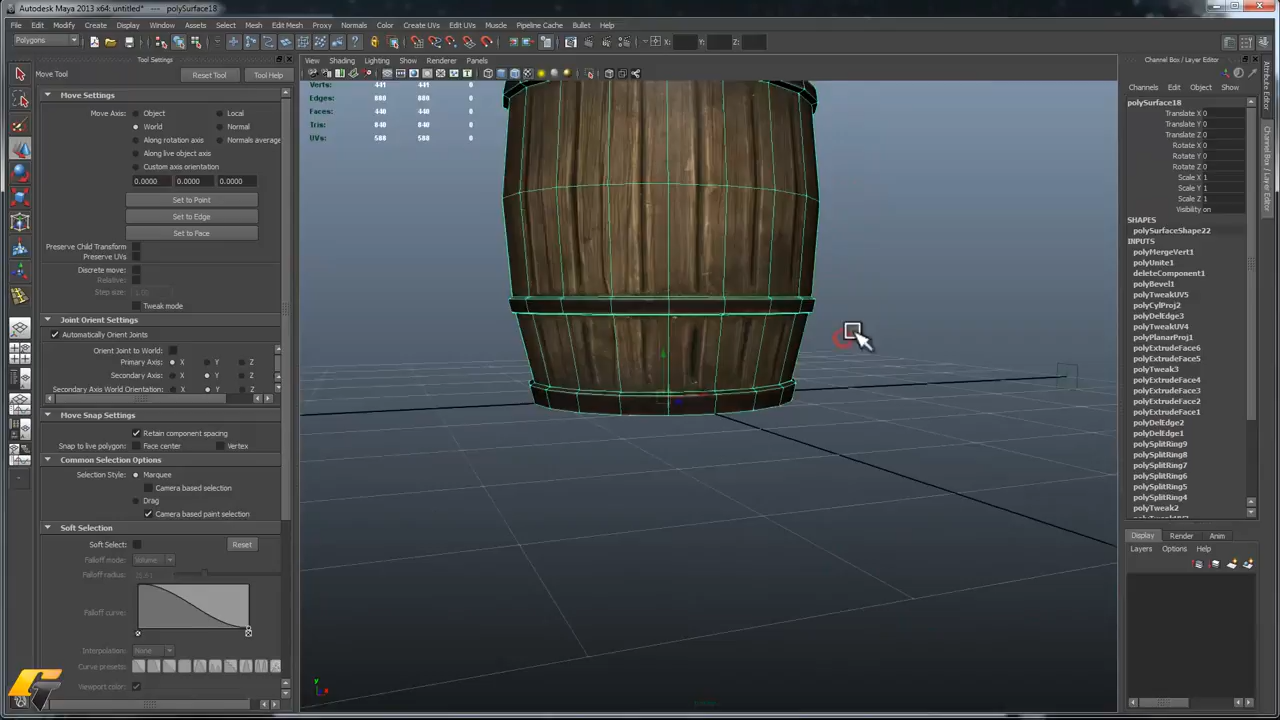 Autodesk Maya 2013 x64: untitled* --- polySurface18
File Edit Modify Create Display Window Assets Select Mesh Edit Mesh Proxy Normals Color Create UVs Edit UVs Muscle Pipeline Cache Bullet Help
Polygons X: Y: Z:
Tool Settings
Move Tool Reset Tool Tool Help
Move Settings
Move Axis: Object Local
World Normal
Along rotation axis Normals average
Along live object axis
Custom axis orientation
0.0000 0.0000 0.0000
Set to Point
Set to Edge
Set to Face
Preserve Child Transform
Preserve UVs
Discrete move:
Relative:
Step size:
Tweak mode
Joint Orient Settings
Automatically Orient Joints
Orient Joint to World:
Primary Axis: X Y Z
Secondary Axis: X Y Z
Secondary Axis World Orientation:
Move Snap Settings
Retain component spacing
Snap to live polygon: Face center Vertex
Common Selection Options
Selection Style: Marquee
Camera based selection
Drag
Camera based paint selection
Soft Selection
Soft Select: Reset
Falloff mode: Volume
Falloff radius:
Falloff curve:
Interpolation: None
Curve presets:
Viewport color:
View Shading Lighting Show Renderer Panels
Verts: 441 441 0
Edges: 880 880 0
Faces: 440 440 0
Tris: 840 840 0
UVs: 588 588 0
y
x
Channel Box / Layer Editor
Channels Edit Object Show
polySurface18
Translate X 0
Translate Y 0
Translate Z 0
Rotate X 0
Rotate Y 0
Rotate Z 0
Scale X 1
Scale Y 1
Scale Z 1
Visibility on
SHAPES
polySurfaceShape22
INPUTS
polyMergeVert1
polyUnite1
deleteComponent1
polyBevel1
polyTweakUV5
polyCylProj2
polyDelEdge3
polyTweakUV4
polyPlanarProj1
polyExtrudeFace6
polyExtrudeFace5
polyTweak3
polyExtrudeFace4
polyExtrudeFace3
polyExtrudeFace2
polyExtrudeFace1
polyDelEdge2
polyDelEdge1
polySplitRing9
polySplitRing8
polySplitRing7
polySplitRing6
polySplitRing5
polySplitRing4
polyTweak2
Display Render Anim
Layers Options Help
Attribute Editor
Channel Box / Layer Editor